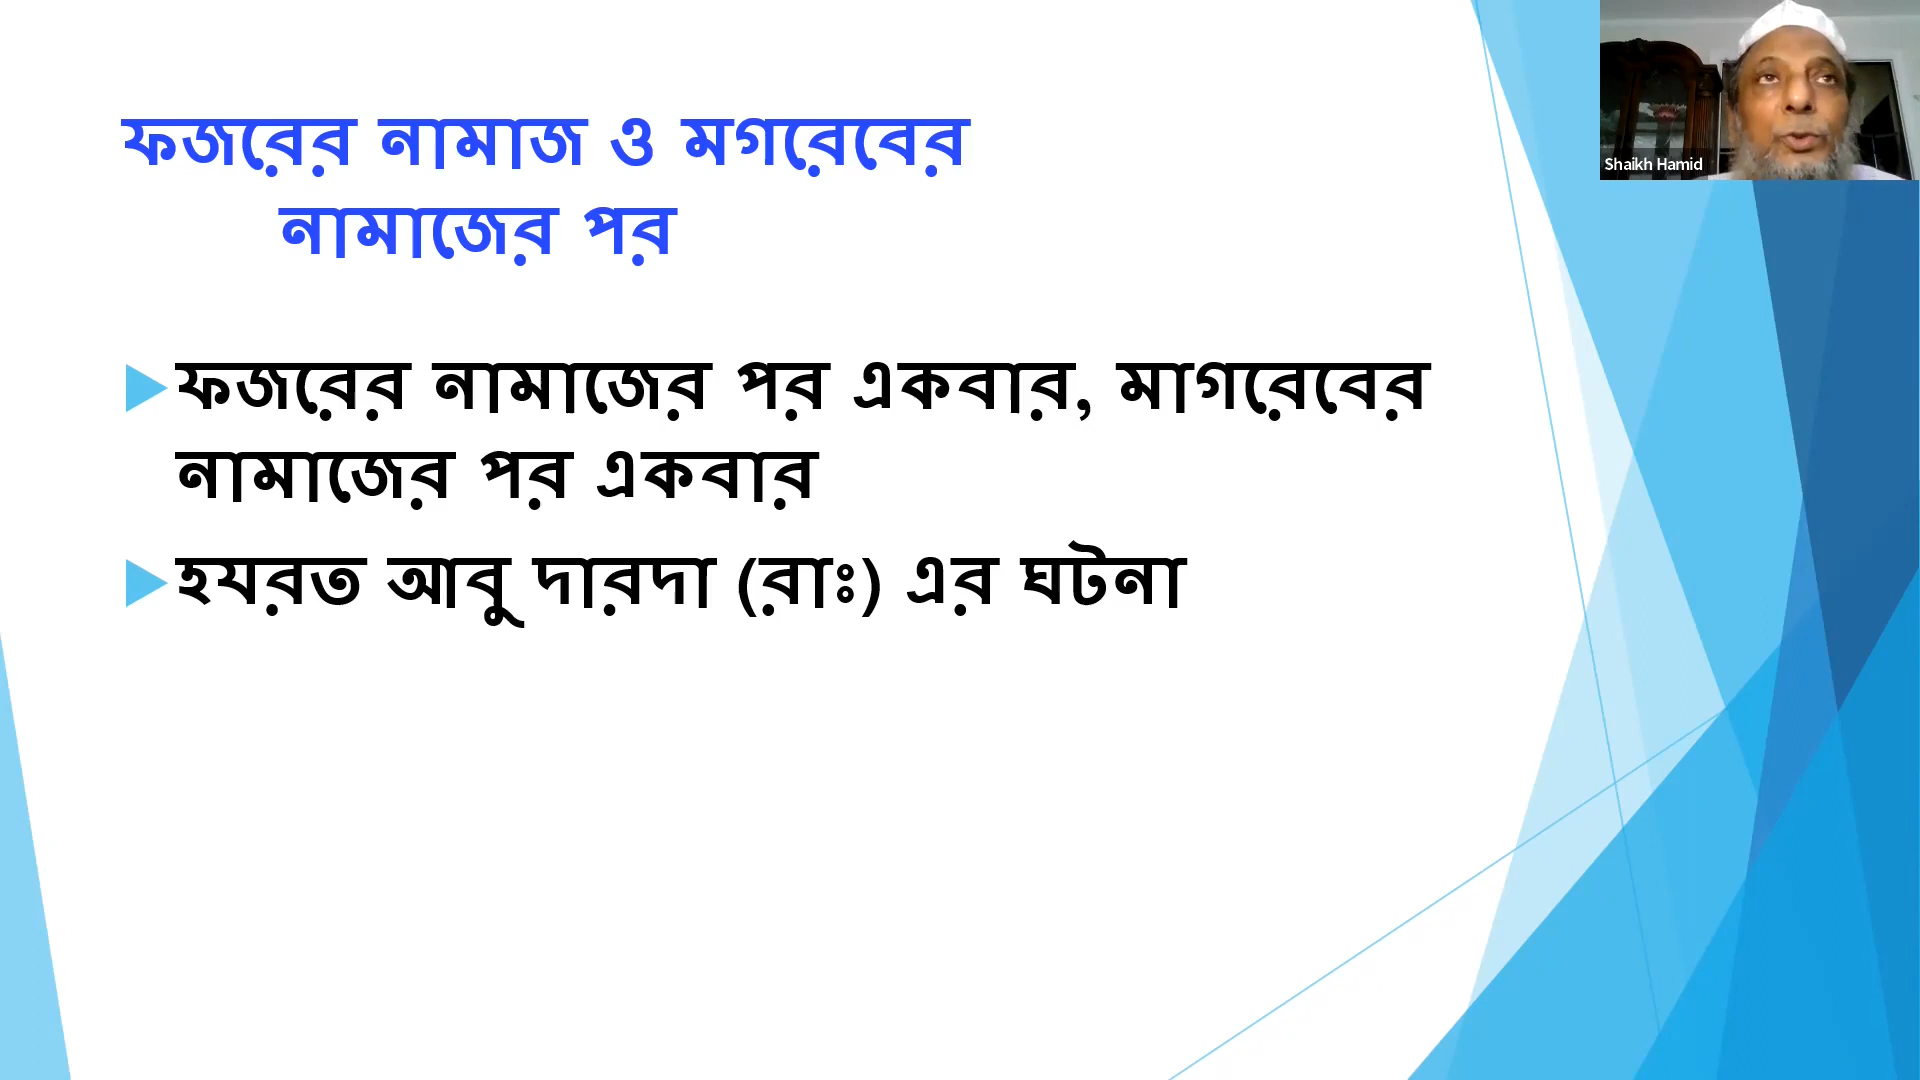 ফজরের নামাজ ও মগরেবের
নামাজের পর
ফজরের নামাজের পর একবার, মাগরেবের
নামাজের পর একবার
হযরত আবু দারদা (রাঃ) এর ঘটনা
Shaikh Hamid